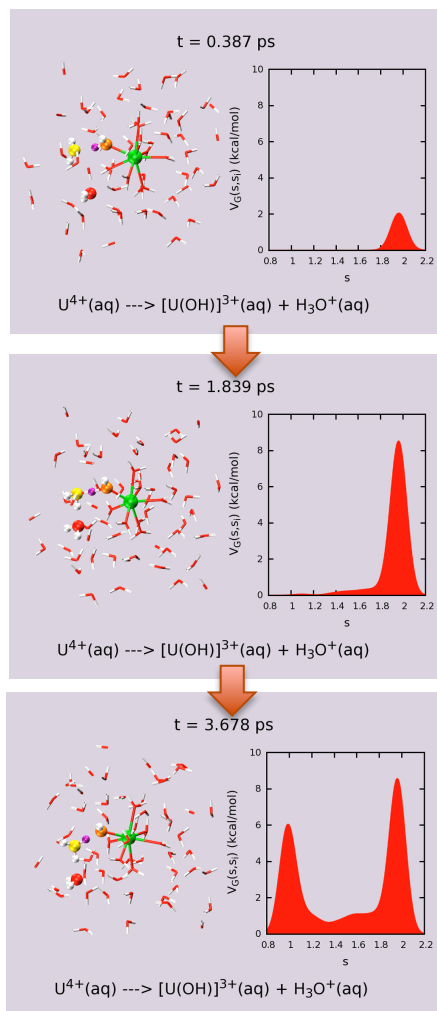 t = 0.387 ps
10
8
6
4
2
0
V_G(s,s_i) (kcal/mol)
0.8 1 1.2 1.4 1.6 1.8 2 2.2
s
U⁴⁺(aq) ---> [U(OH)]³⁺(aq) + H₃O⁺(aq)
t = 1.839 ps
10
8
6
4
2
0
V_G(s,s_i) (kcal/mol)
0.8 1 1.2 1.4 1.6 1.8 2 2.2
s
U⁴⁺(aq) ---> [U(OH)]³⁺(aq) + H₃O⁺(aq)
t = 3.678 ps
10
8
6
4
2
0
V_G(s,s_i) (kcal/mol)
0.8 1 1.2 1.4 1.6 1.8 2 2.2
s
U⁴⁺(aq) ---> [U(OH)]³⁺(aq) + H₃O⁺(aq)